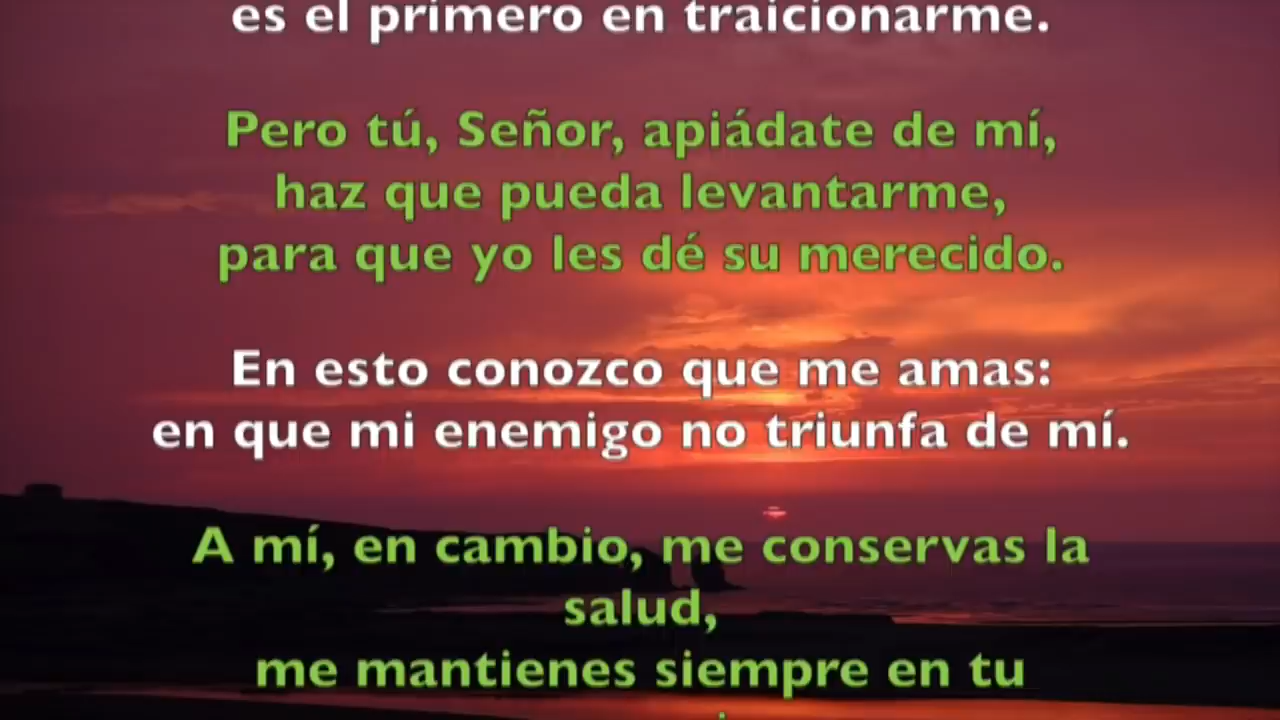 es el primero en traicionarme.
Pero tú, Señor, apiádate de mí,
haz que pueda levantarme,
para que yo les dé su merecido.
En esto conozco que me amas:
en que mi enemigo no triunfa de mí.
A mí, en cambio, me conservas la
salud,
me mantienes siempre en tu